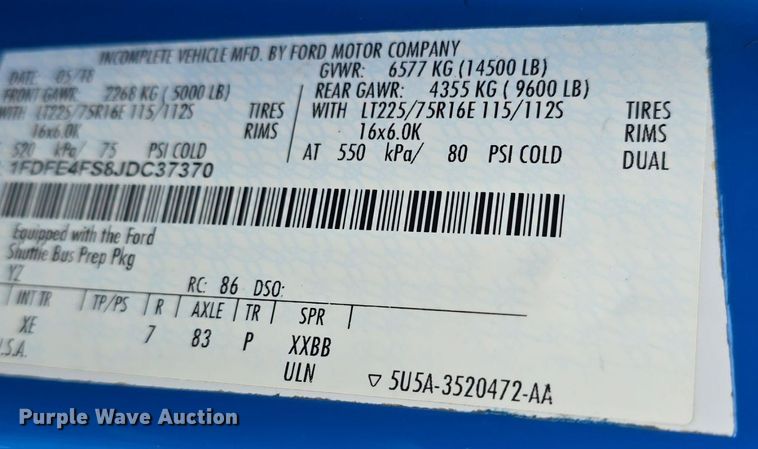 INCOMPLETE VEHICLE MFD. BY FORD MOTOR COMPANY
DATE: 05/18 GVWR: 6577 KG (14500 LB)
FRONT GAWR: 2268 KG ( 5000 LB) REAR GAWR: 4355 KG ( 9600 LB)
WITH LT225/75R16E 115/112S TIRES WITH LT225/75R16E 115/112S TIRES
16x6.0K RIMS 16x6.0K RIMS
520 kPa/ 75 PSI COLD AT 550 kPa/ 80 PSI COLD DUAL
1FDFE4FS8JDC37370
Equipped with the Ford
Shuttle Bus Prep Pkg
YZ RC: 86 DSO:
INT TR TP/PS R AXLE TR SPR
XE 7 83 P XXBB
U.S.A. ULN ▽ 5U5A-3520472-AA
Purple Wave Auction